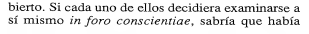 bierto. Si cada uno de ellos decidiera examinarse a
sí mismo in foro conscientiae, sabría que había